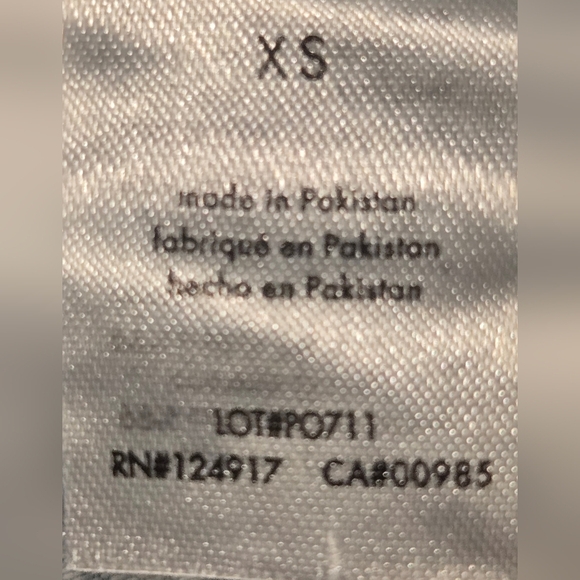 XS
made in Pakistan
fabriqué en Pakistan
hecho en Pakistan
LOT#PO711
RN#124917 CA#00985